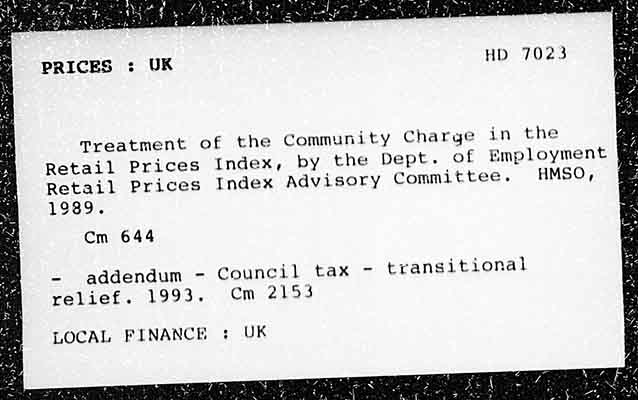 PRICES : UK
HD 7023
Treatment of the Community Charge in the
Retail Prices Index, by the Dept. of Employment
Retail Prices Index Advisory Committee. HMSO,
1989.
Cm 644
- addendum - Council tax - transitional
relief. 1993. Cm 2153
LOCAL FINANCE : UK